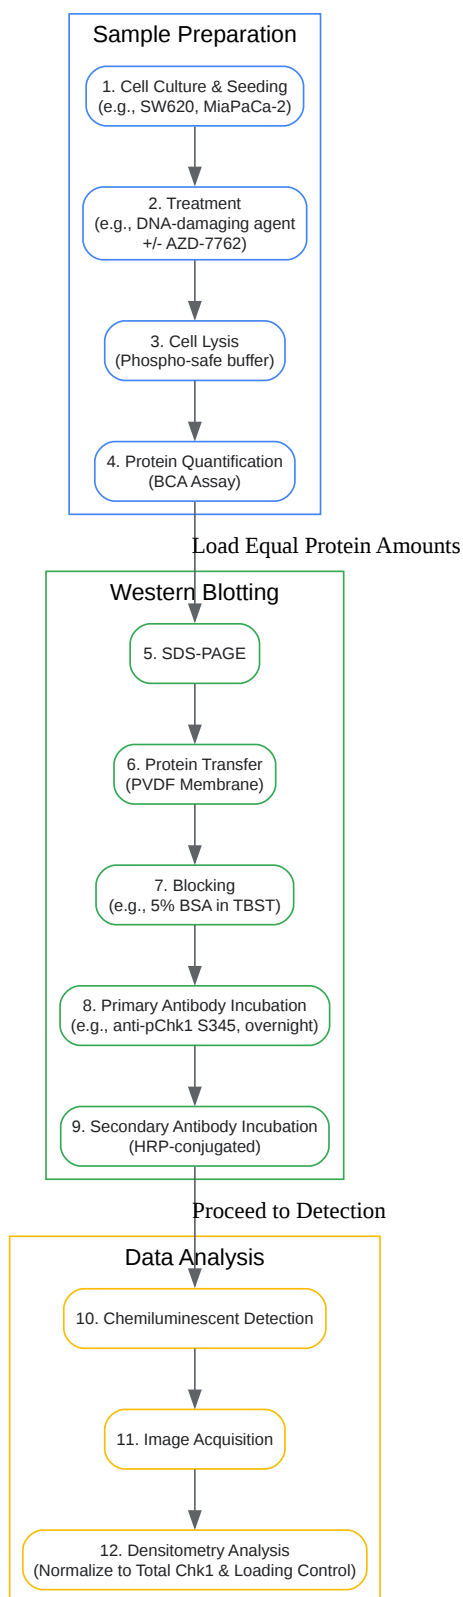 Sample Preparation
1. Cell Culture & Seeding
(e.g., SW620, MiaPaCa-2)
2. Treatment
(e.g., DNA-damaging agent
+/- AZD-7762)
3. Cell Lysis
(Phospho-safe buffer)
4. Protein Quantification
(BCA Assay)
Load Equal Protein Amounts
Western Blotting
5. SDS-PAGE
6. Protein Transfer
(PVDF Membrane)
7. Blocking
(e.g., 5% BSA in TBST)
8. Primary Antibody Incubation
(e.g., anti-pChk1 S345, overnight)
9. Secondary Antibody Incubation
(HRP-conjugated)
Proceed to Detection
Data Analysis
10. Chemiluminescent Detection
11. Image Acquisition
12. Densitometry Analysis
(Normalize to Total Chk1 & Loading Control)